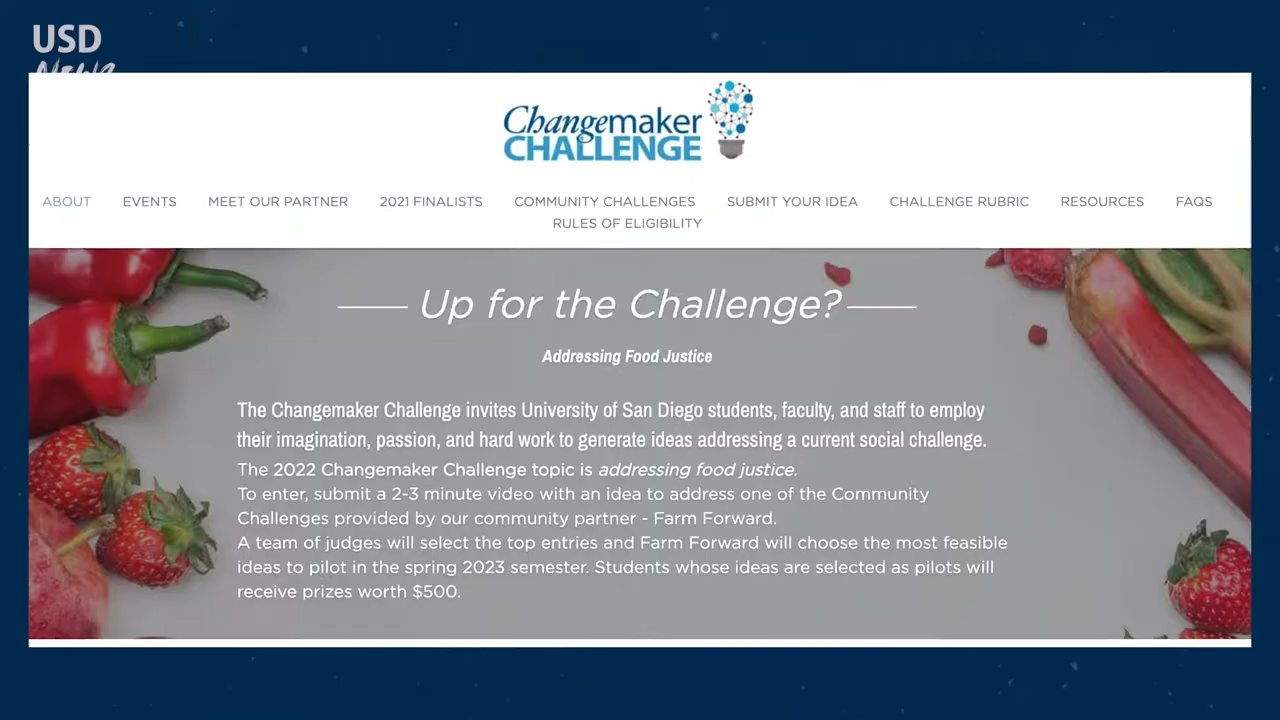 USD
News
Changemaker
CHALLENGE
ABOUT EVENTS MEET OUR PARTNER 2021 FINALISTS COMMUNITY CHALLENGES SUBMIT YOUR IDEA CHALLENGE RUBRIC RESOURCES FAQS
RULES OF ELIGIBILITY
Up for the Challenge?
Addressing Food Justice
The Changemaker Challenge invites University of San Diego students, faculty, and staff to employ
their imagination, passion, and hard work to generate ideas addressing a current social challenge.
The 2022 Changemaker Challenge topic is addressing food justice.
To enter, submit a 2-3 minute video with an idea to address one of the Community
Challenges provided by our community partner - Farm Forward.
A team of judges will select the top entries and Farm Forward will choose the most feasible
ideas to pilot in the spring 2023 semester. Students whose ideas are selected as pilots will
receive prizes worth $500.